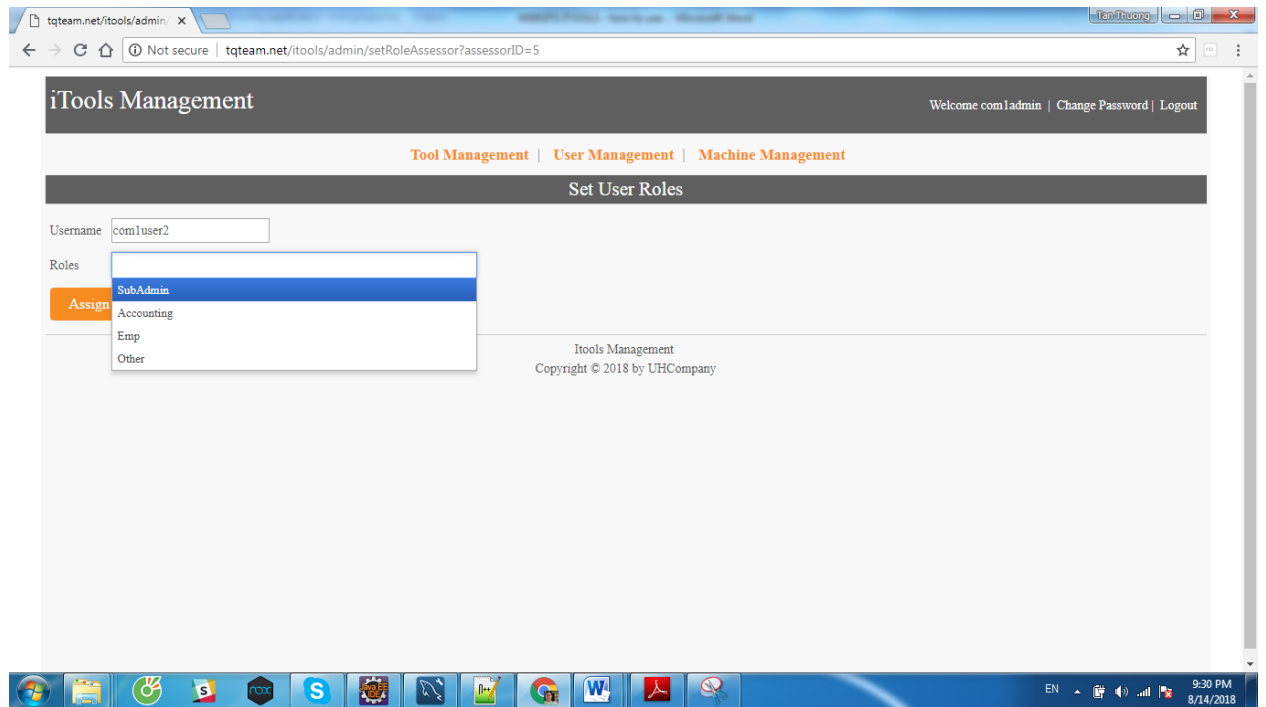 tqteam.net/itools/admin/
Tan Thuong
Not secure | tqteam.net/itools/admin/setRoleAssessor?assessorID=5
iTools Management
Welcome com1admin | Change Password | Logout
Tool Management | User Management | Machine Management
Set User Roles
Username com1user2
Roles
SubAdmin
Assign
Accounting
Emp
Other
Itools Management
Copyright © 2018 by UHCompany
EN
9:30 PM
8/14/2018